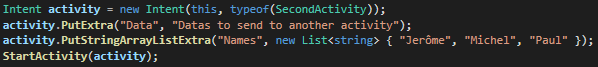 Intent activity = new Intent(this, typeof(SecondActivity));
activity.PutExtra("Data", "Datas to send to another activity");
activity.PutStringArrayListExtra("Names", new List<string> { "Jerôme", "Michel", "Paul" });
StartActivity(activity);